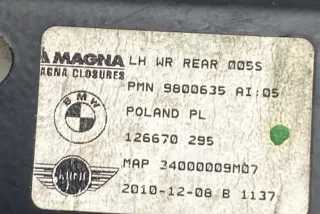 MAGNA LH WR REAR 005S
AGNA CLOSURES
PMN 9800635 AI:05
BMW
POLAND PL
126670 295
MAP 34000009M07
2010-12-08 B 1137